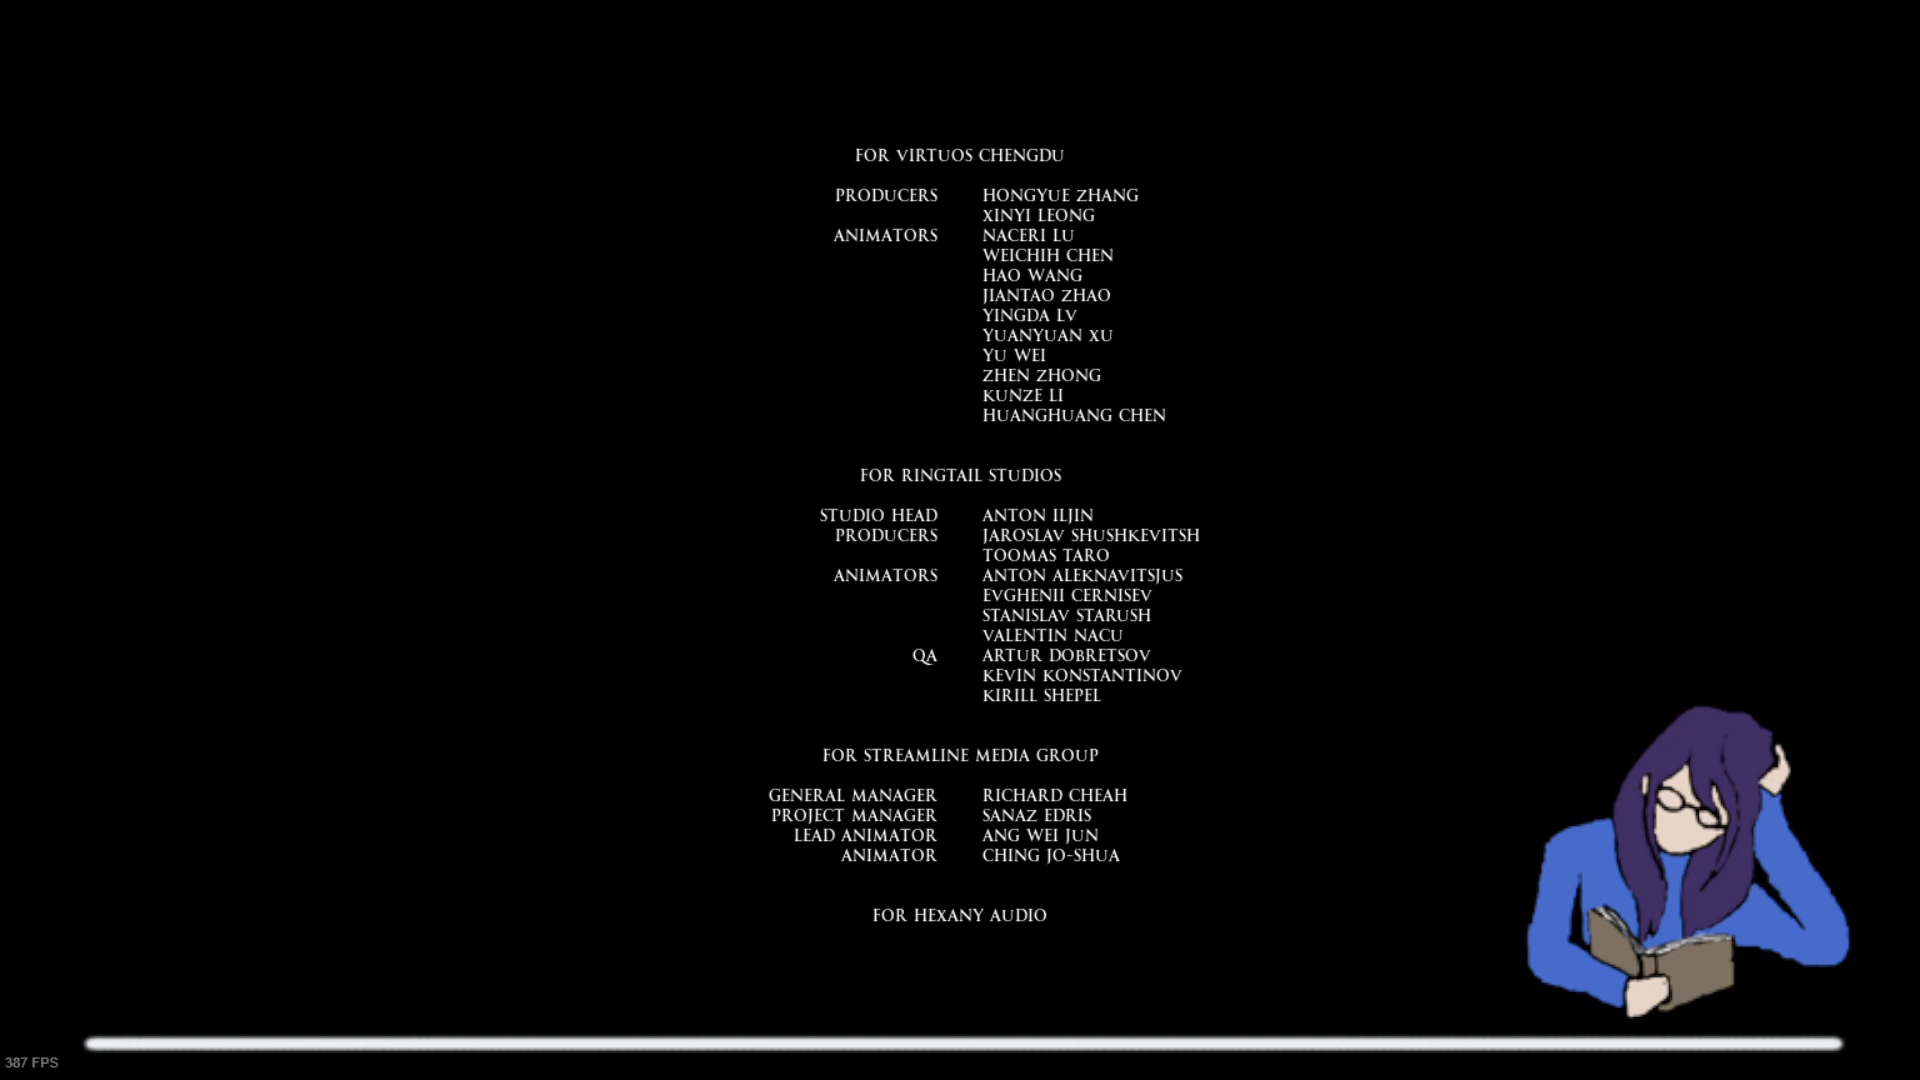 FOR VIRTUOS CHENGDU
PRODUCERS HONGYUE ZHANG
XINYI LEONG
ANIMATORS NACERI LU
WEICHIH CHEN
HAO WANG
JIANTAO ZHAO
YINGDA LV
YUANYUAN XU
YU WEI
ZHEN ZHONG
KUNZE LI
HUANGHUANG CHEN
FOR RINGTAIL STUDIOS
STUDIO HEAD ANTON ILJIN
PRODUCERS JAROSLAV SHUSHKEVITSH
TOOMAS TARO
ANIMATORS ANTON ALEKNAVITSJUS
EVGHENII CERNISEV
STANISLAV STARUSH
VALENTIN NACU
QA ARTUR DOBRETSOV
KEVIN KONSTANTINOV
KIRILL SHEPEL
FOR STREAMLINE MEDIA GROUP
GENERAL MANAGER RICHARD CHEAH
PROJECT MANAGER SANAZ EDRIS
LEAD ANIMATOR ANG WEI JUN
ANIMATOR CHING JO-SHUA
FOR HEXANY AUDIO
387 FPS